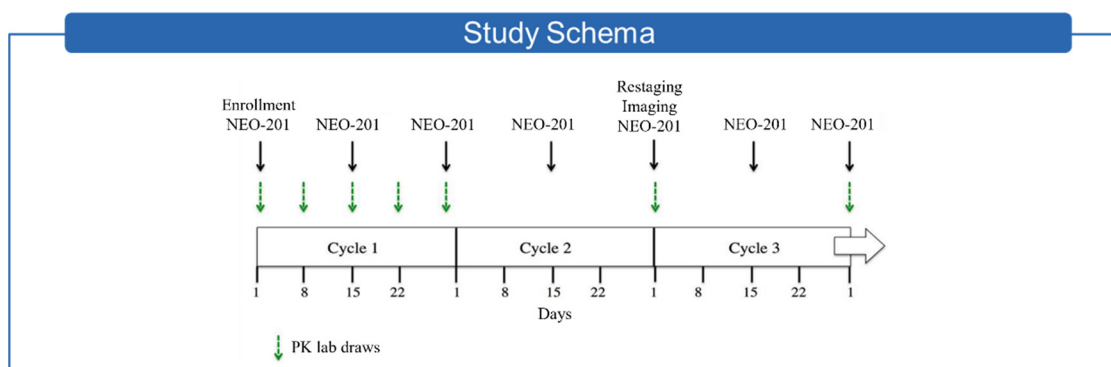 Study Schema
Enrollment
NEO-201
NEO-201
NEO-201
NEO-201
Restaging
Imaging
NEO-201
NEO-201
NEO-201
Cycle 1
Cycle 2
Cycle 3
1 8 15 22 1 8 15 22 1 8 15 22 1
Days
PK lab draws